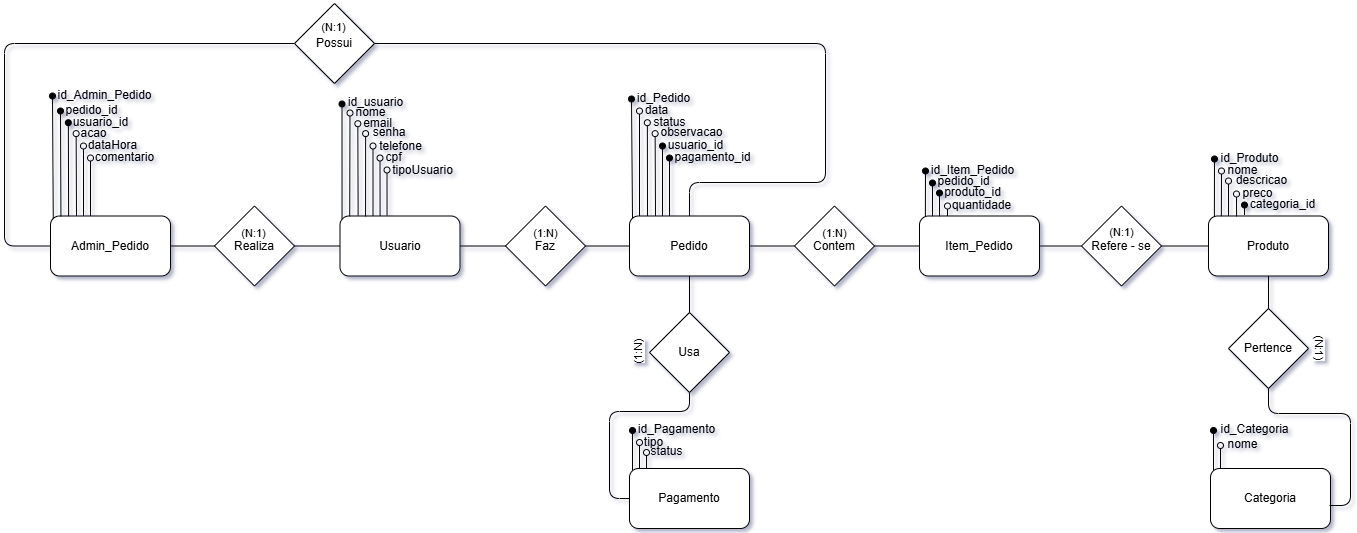 (N:1)
Possui
id_Admin_Pedido
pedido_id
usuario_id
acao
dataHora
comentario
id_usuario
nome
email
senha
telefone
cpf
tipoUsuario
id_Pedido
data
status
observacao
usuario_id
pagamento_id
id_Item_Pedido
pedido_id
produto_id
quantidade
id_Produto
nome
descricao
preco
categoria_id
Admin_Pedido
(N:1)
Realiza
Usuario
(1:N)
Faz
Pedido
(1:N)
Contem
Item_Pedido
(N:1)
Refere - se
Produto
(1:N)
Usa
Pertence
(N:1)
id_Pagamento
tipo
status
Pagamento
id_Categoria
nome
Categoria